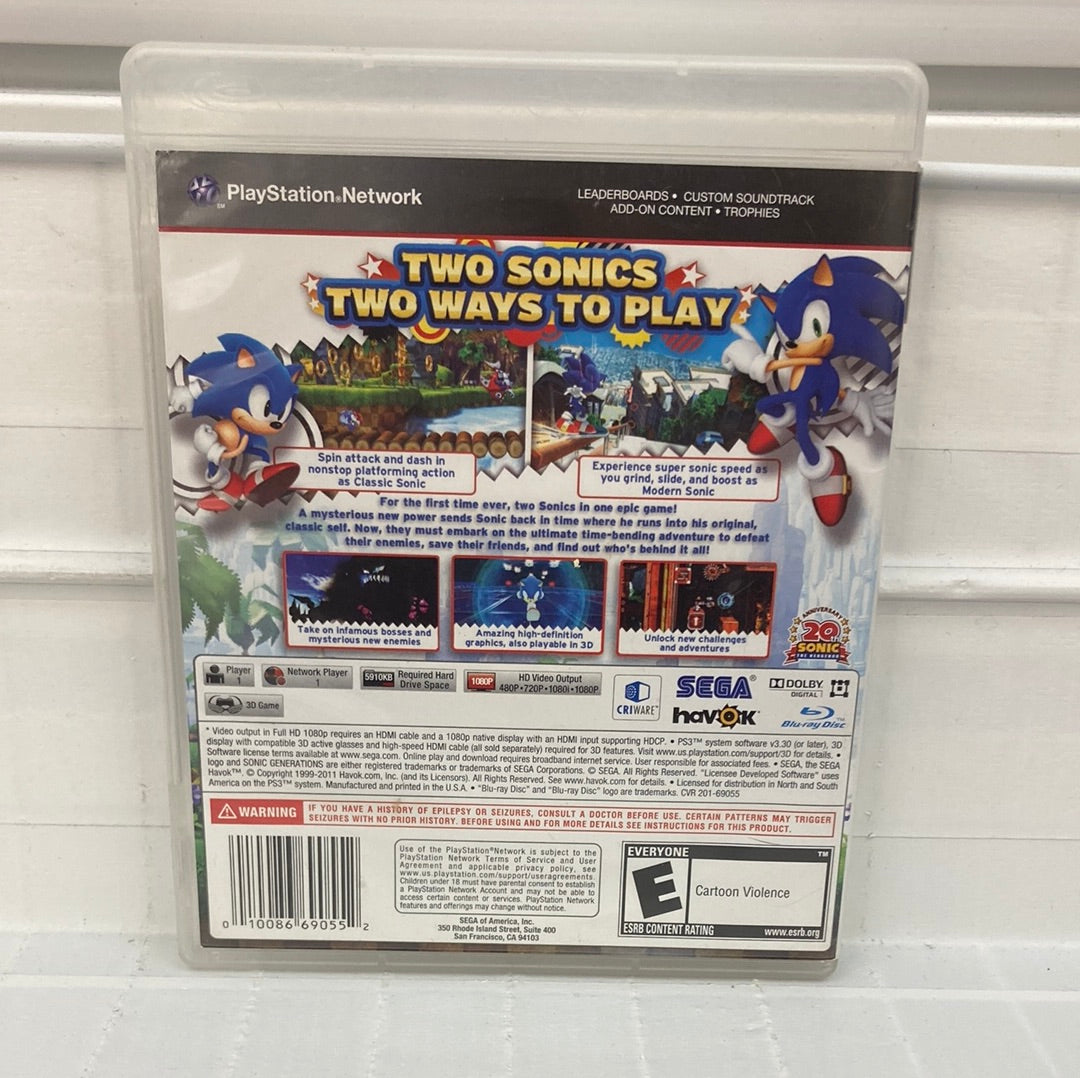 PlayStation®Network
SM
LEADERBOARDS • CUSTOM SOUNDTRACK
ADD-ON CONTENT • TROPHIES
TWO SONICS
TWO WAYS TO PLAY
Spin attack and dash in
nonstop platforming action
as Classic Sonic
Experience super sonic speed as
you grind, slide, and boost as
Modern Sonic
For the first time ever, two Sonics in one epic game!
A mysterious new power sends Sonic back in time where he runs into his original,
classic self. Now, they must embark on the ultimate time-bending adventure to defeat
their enemies, save their friends, and find out who's behind it all!
Take on infamous bosses and
mysterious new enemies
Amazing high-definition
graphics, also playable in 3D
Unlock new challenges
and adventures
ANNIVERSARY
20th
SONIC
THE HEDGEHOG
Player
1
Network Player
1
5910KB
Required Hard
Drive Space
1080P
HD Video Output
480P•720P•1080i•1080P
3D Game
CRIWARE™
SEGA®
havok™
DOLBY
DIGITAL
Blu-ray Disc™
* Video output in Full HD 1080p requires an HDMI cable and a 1080p native display with an HDMI input supporting HDCP. • PS3™ system software v3.30 (or later), 3D
display with compatible 3D active glasses and high-speed HDMI cable (all sold separately) required for 3D features. Visit www.us.playstation.com/support/3D for details. •
Software license terms available at www.sega.com. Online play and download requires broadband internet service. User responsible for associated fees. • SEGA, the SEGA
logo and SONIC GENERATIONS are either registered trademarks or trademarks of SEGA Corporations. © SEGA. All Rights Reserved. "Licensee Developed Software" uses
Havok™. © Copyright 1999-2011 Havok.com, Inc. (and its Licensors). All Rights Reserved. See www.havok.com for details. • Licensed for distribution in North and South
America on the PS3™ system. Manufactured and printed in the U.S.A. • "Blu-ray Disc" and "Blu-ray Disc" logo are trademarks. CVR 201-69055
WARNING
IF YOU HAVE A HISTORY OF EPILEPSY OR SEIZURES, CONSULT A DOCTOR BEFORE USE. CERTAIN PATTERNS MAY TRIGGER
SEIZURES WITH NO PRIOR HISTORY. BEFORE USING AND FOR MORE DETAILS SEE INSTRUCTIONS FOR THIS PRODUCT.
0 10086 69055 2
Use of the PlayStation®Network is subject to the
PlayStation Network Terms of Service and User
Agreement and applicable privacy policy, see
www.us.playstation.com/support/useragreements.
Children under 18 must have parental consent to establish
a PlayStation Network Account and may not be able to
access certain content or services. PlayStation Network
features and offerings may change without notice.
SEGA of America, Inc.
350 Rhode Island Street, Suite 400
San Francisco, CA 94103
EVERYONE
TM
E
Cartoon Violence
ESRB CONTENT RATING
www.esrb.org